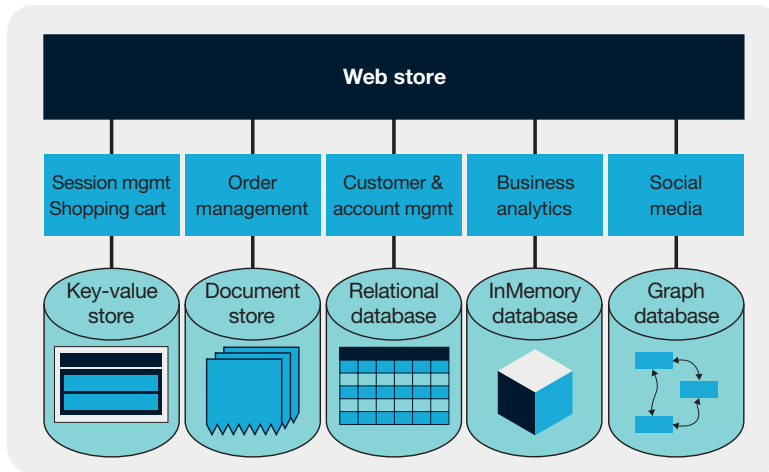 Web store
Session mgmt
Shopping cart
Order
management
Customer &
account mgmt
Business
analytics
Social
media
Key-value
store
Document
store
Relational
database
InMemory
database
Graph
database